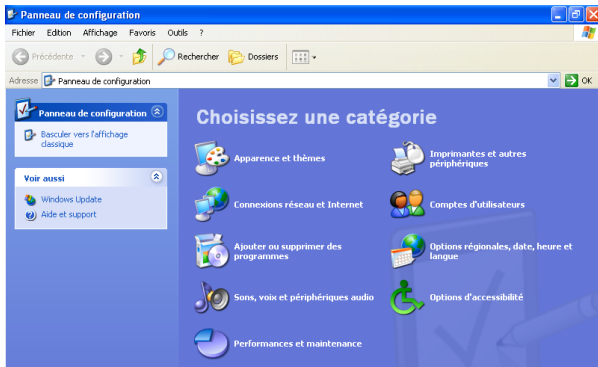 Panneau de configuration
Fichier Edition Affichage Favoris Outils ?
Précédente Rechercher Dossiers
Adresse Panneau de configuration OK
Panneau de configuration
Basculer vers l'affichage
classique
Voir aussi
Windows Update
Aide et support
Choisissez une catégorie
Apparence et thèmes
Imprimantes et autres
périphériques
Connexions réseau et Internet
Comptes d'utilisateurs
Ajouter ou supprimer des
programmes
Options régionales, date, heure et
langue
Sons, voix et périphériques audio
Options d'accessibilité
Performances et maintenance